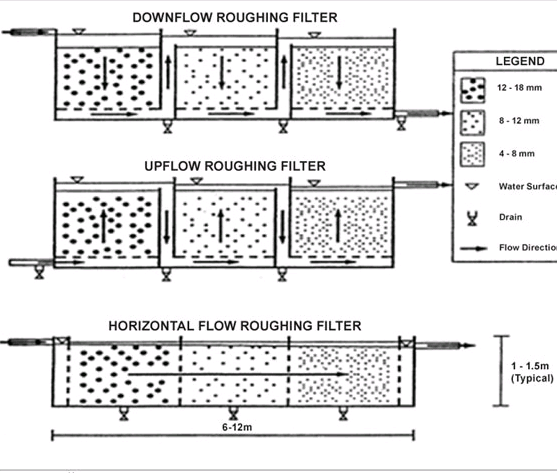 DOWNFLOW ROUGHING FILTER
LEGEND
12 - 18 mm
8 - 12 mm
4 - 8 mm
UPFLOW ROUGHING FILTER
Water Surface
Drain
Flow Directio
HORIZONTAL FLOW ROUGHING FILTER
1 - 1.5m
(Typical)
6-12m